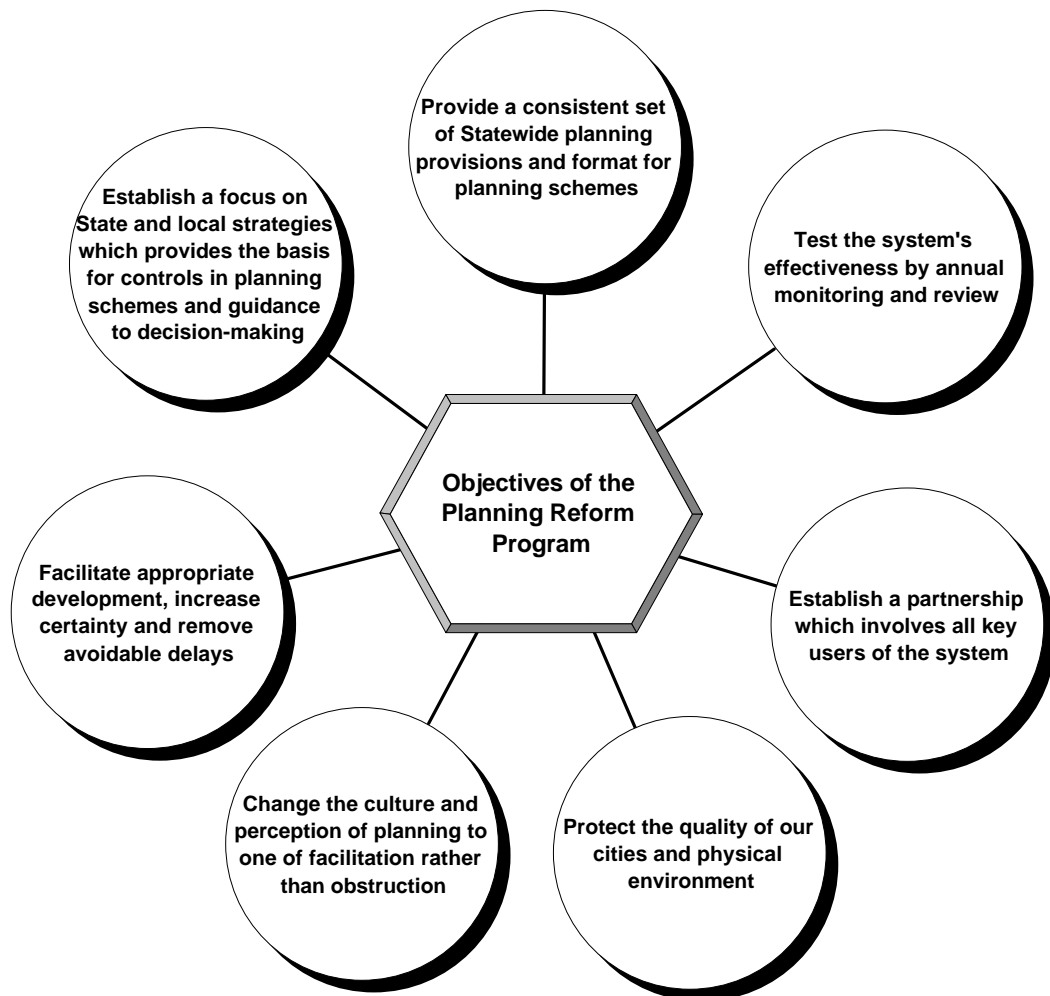 Provide a consistent set
of Statewide planning
provisions and format for
planning schemes
Establish a focus on
State and local strategies
which provides the basis
for controls in planning
schemes and guidance
to decision-making
Test the system's
effectiveness by annual
monitoring and review
Objectives of the
Planning Reform
Program
Facilitate appropriate
development, increase
certainty and remove
avoidable delays
Establish a partnership
which involves all key
users of the system
Change the culture and
perception of planning to
one of facilitation rather
than obstruction
Protect the quality of our
cities and physical
environment